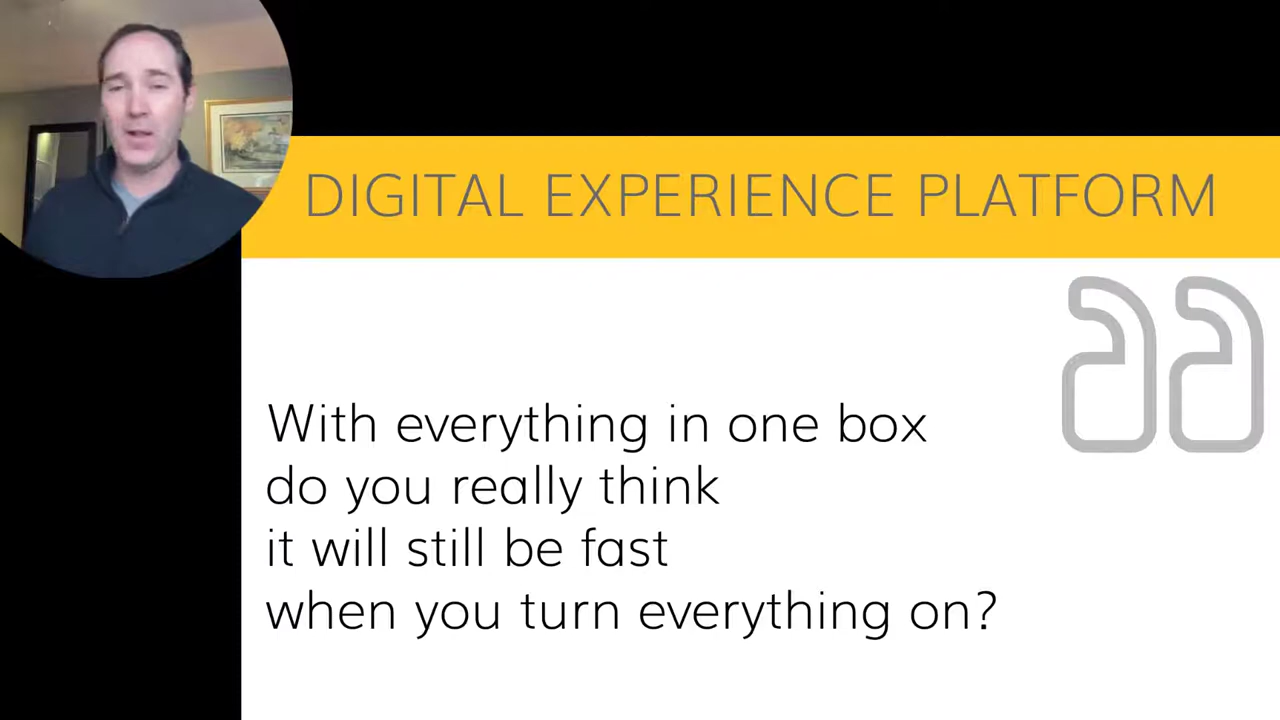 DIGITAL EXPERIENCE PLATFORM
With everything in one box
do you really think
it will still be fast
when you turn everything on?